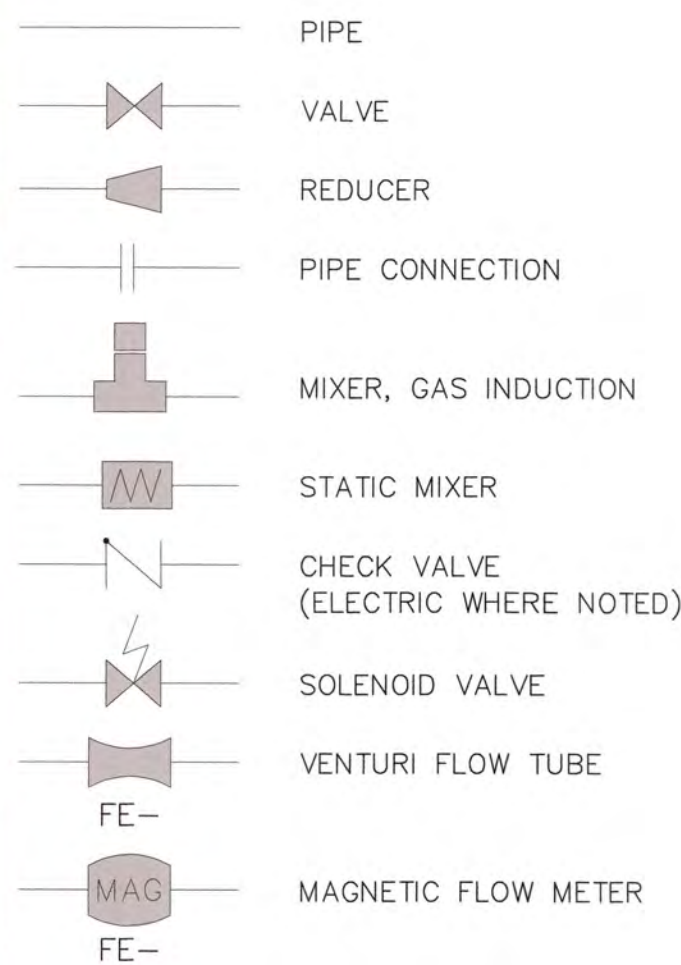 PIPE
VALVE
REDUCER
PIPE CONNECTION
MIXER, GAS INDUCTION
STATIC MIXER
CHECK VALVE
(ELECTRIC WHERE NOTED)
SOLENOID VALVE
VENTURI FLOW TUBE
FE–
MAG
MAGNETIC FLOW METER
FE–